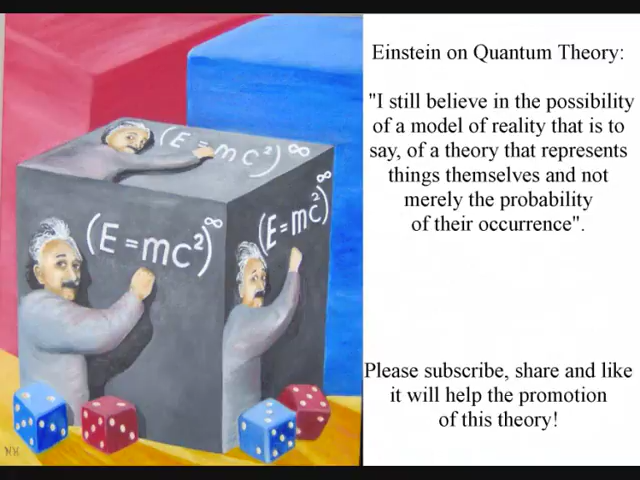 (E = mc²)∞
(E = mc²)∞
(E = mc²)∞
Einstein on Quantum Theory:
"I still believe in the possibility
of a model of reality that is to
say, of a theory that represents
things themselves and not
merely the probability
of their occurrence".
Please subscribe, share and like
it will help the promotion
of this theory!